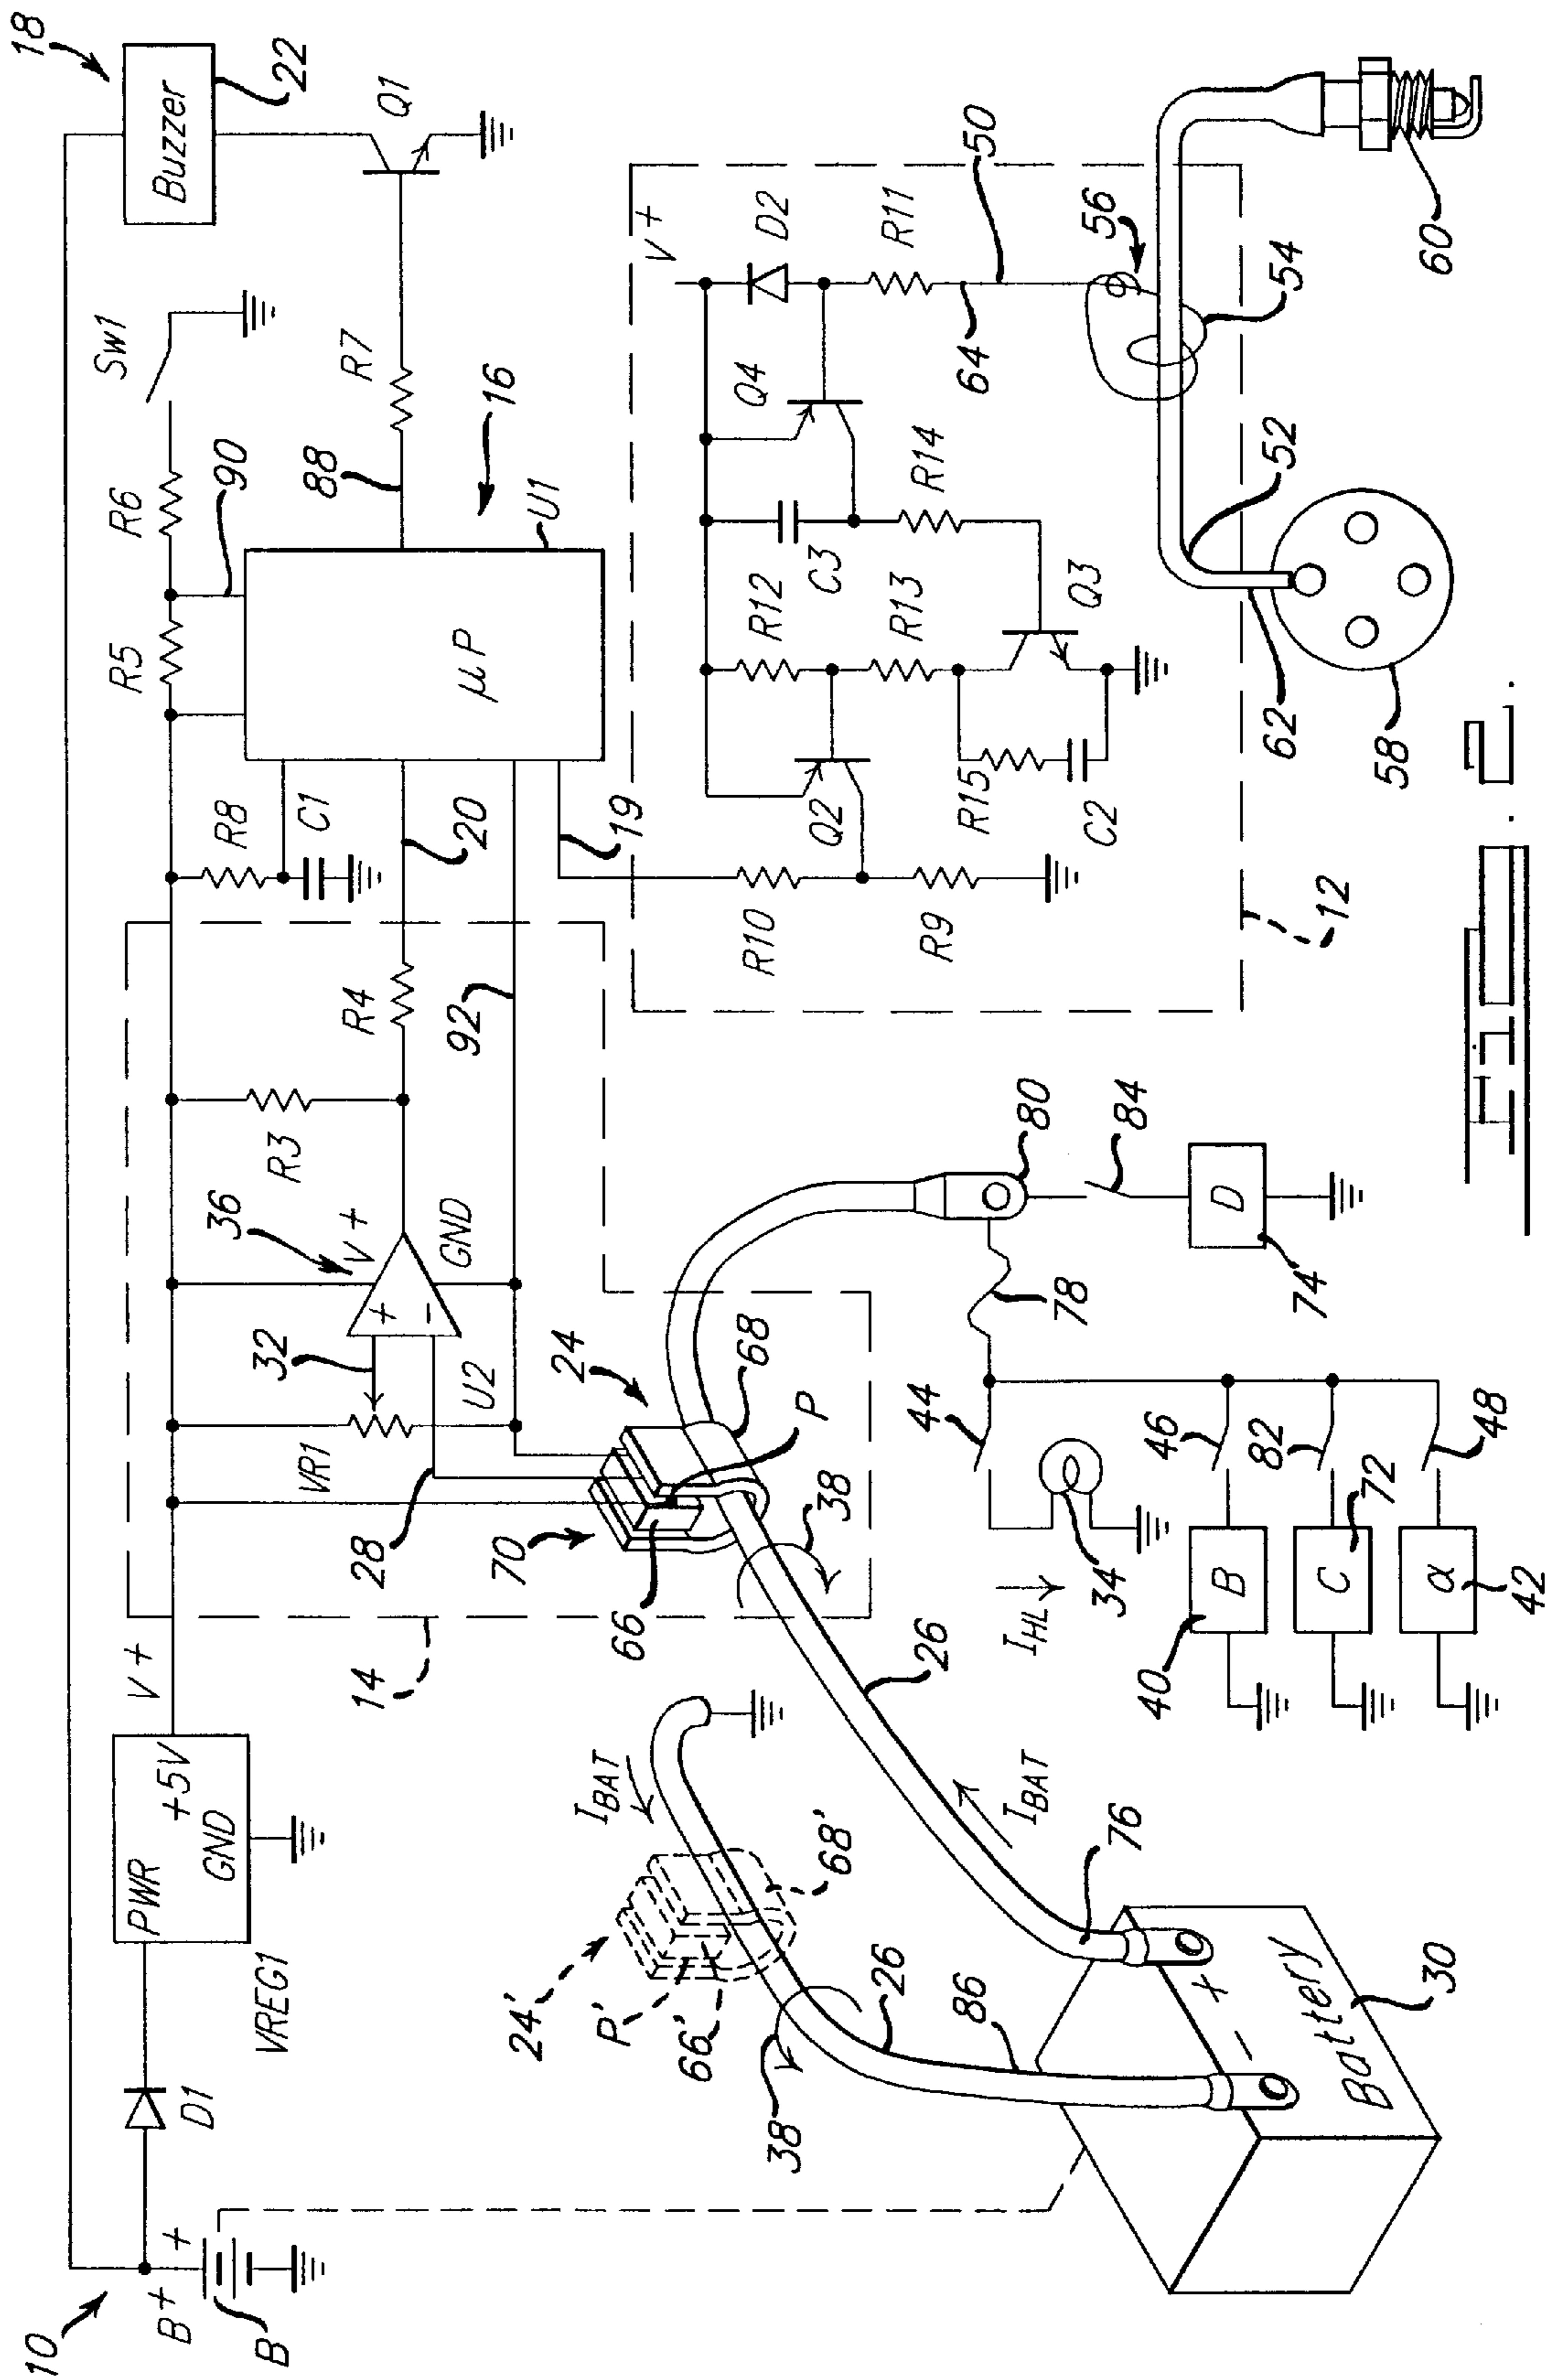 10
B+
+
B
D1
PWR
+5V
GND
VREG1
V+
14
28
VR1
32
36
V+
GND
+
-
U2
R3
R4
92
20
R8
C1
R5
R6
90
Sw1
µP
U1
16
88
R7
Q1
Buzzer
18
22
19
R10
R9
Q2
R12
R13
R15
C2
C3
Q3
R14
Q4
D2
V+
R11
64
50
56
54
52
62
58
60
12
24
70
66
P
68
38
26
IBAT
76
IBAT
24'
P'
66'
68'
38
26
86
Battery
+
-
30
80
78
84
D
74
44
46
82
48
34
IHL
B
40
C
72
α
42